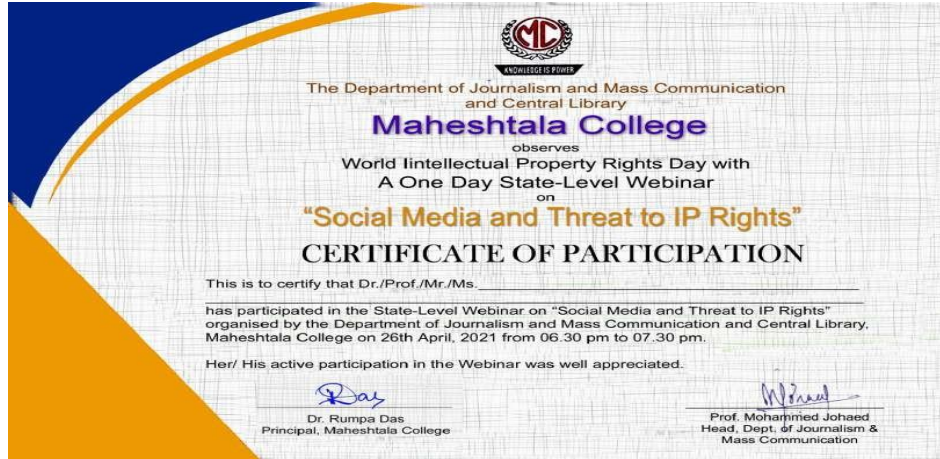 MC
KNOWLEDGE IS POWER
The Department of Journalism and Mass Communication
and Central Library
Maheshtala College
observes
World Iintellectual Property Rights Day with
A One Day State-Level Webinar
on
“Social Media and Threat to IP Rights”
CERTIFICATE OF PARTICIPATION
This is to certify that Dr./Prof./Mr./Ms.
has participated in the State-Level Webinar on “Social Media and Threat to IP Rights”
organised by the Department of Journalism and Mass Communication and Central Library,
Maheshtala College on 26th April, 2021 from 06.30 pm to 07.30 pm.
Her/ His active participation in the Webinar was well appreciated.
RDas
Dr. Rumpa Das
Principal, Maheshtala College
Prof. Mohammed Johaed
Head, Dept. of Journalism &
Mass Communication